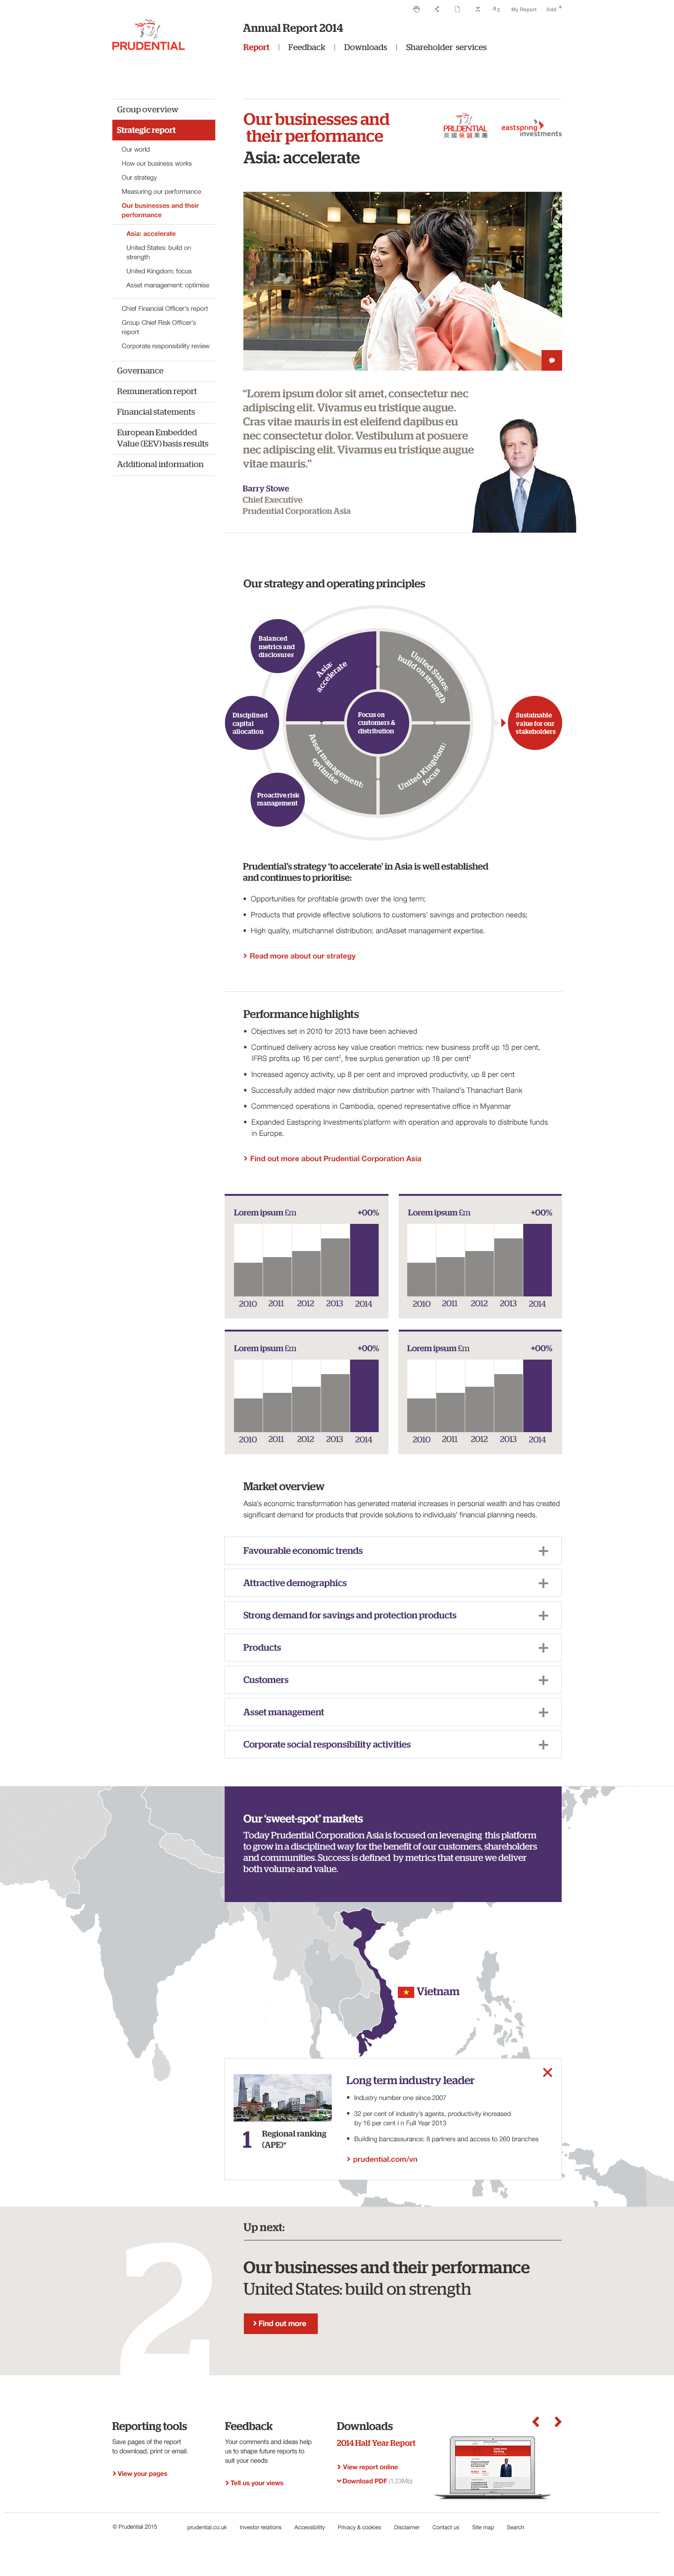 My Report
Add +
PRUDENTIAL
Annual Report 2014
Report | Feedback | Downloads | Shareholder services
Group overview
Strategic report
Our world
How our business works
Our strategy
Measuring our performance
Our businesses and their
performance
Asia: accelerate
United States: build on
strength
United Kingdom: focus
Asset management: optimise
Chief Financial Officer's report
Group Chief Risk Officer's
report
Corporate responsibility review
Governance
Remuneration report
Financial statements
European Embedded
Value (EEV) basis results
Additional information
Our businesses and
their performance
Asia: accelerate
PRUDENTIAL
英國保誠集團
eastspring
investments
“Lorem ipsum dolor sit amet, consectetur nec
adipiscing elit. Vivamus eu tristique augue.
Cras vitae mauris in est eleifend dapibus eu
nec consectetur dolor. Vestibulum at posuere
nec adipiscing elit. Vivamus eu tristique augue
vitae mauris.”
Barry Stowe
Chief Executive
Prudential Corporation Asia
Our strategy and operating principles
Balanced
metrics and
disclosures
Disciplined
capital
allocation
Proactive risk
management
Asia:
accelerate
United States:
build on strength
Focus on
customers &
distribution
Asset management:
optimise
United Kingdom:
focus
Sustainable
value for our
stakeholders
Prudential's strategy ‘to accelerate’ in Asia is well established
and continues to prioritise:
• Opportunities for profitable growth over the long term;
• Products that provide effective solutions to customers’ savings and protection needs;
• High quality, multichannel distribution; andAsset management expertise.
Read more about our strategy
Performance highlights
• Objectives set in 2010 for 2013 have been achieved
• Continued delivery across key value creation metrics: new business profit up 15 per cent,
IFRS profits up 16 per cent², free surplus generation up 18 per cent²
• Increased agency activity, up 8 per cent and improved productivity, up 8 per cent
• Successfully added major new distribution partner with Thailand's Thanachart Bank
• Commenced operations in Cambodia, opened representative office in Myanmar
• Expanded Eastspring Investments'platform with operation and approvals to distribute funds
in Europe.
Find out more about Prudential Corporation Asia
Lorem ipsum £m +00%
2010 2011 2012 2013 2014
Lorem ipsum £m +00%
2010 2011 2012 2013 2014
Lorem ipsum £m +00%
2010 2011 2012 2013 2014
Lorem ipsum £m +00%
2010 2011 2012 2013 2014
Market overview
Asia's economic transformation has generated material increases in personal wealth and has created
significant demand for products that provide solutions to individuals' financial planning needs.
Favourable economic trends
Attractive demographics
Strong demand for savings and protection products
Products
Customers
Asset management
Corporate social responsibility activities
Our ‘sweet-spot’ markets
Today Prudential Corporation Asia is focused on leveraging this platform
to grow in a disciplined way for the benefit of our customers, shareholders
and communities. Success is defined by metrics that ensure we deliver
both volume and value.
Vietnam
1 Regional ranking
(APE)*
Long term industry leader
• Industry number one since 2007
• 32 per cent of industry's agents, productivity increased
by 16 per cent i n Full Year 2013
• Building bancassurance; 8 partners and access to 260 branches
prudential.com/vn
2
Up next:
Our businesses and their performance
United States: build on strength
Find out more
Reporting tools
Save pages of the report
to download, print or email.
View your pages
Feedback
Your comments and ideas help
us to shape future reports to
suit your needs
Tell us your views
Downloads
2014 Half Year Report
View report online
Download PDF (1.23Mb)
© Prudential 2015
prudential.co.uk
Investor relations
Accessibility
Privacy & cookies
Disclaimer
Contact us
Site map
Search